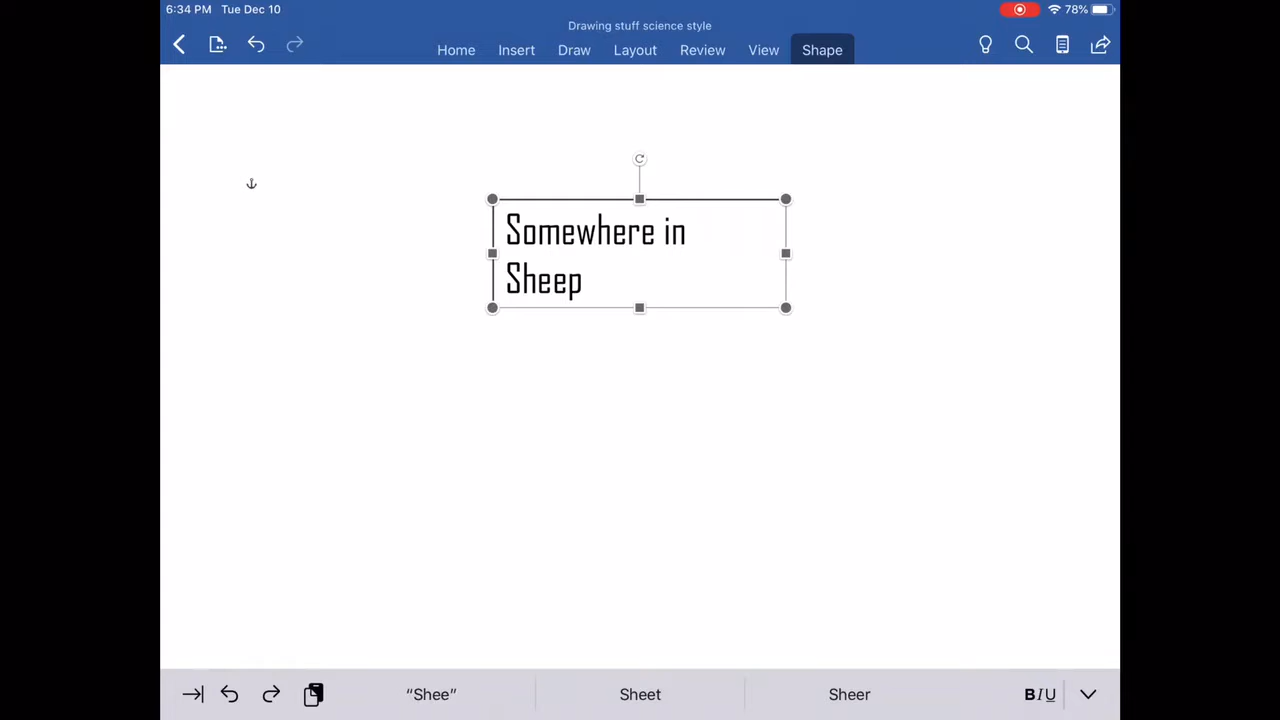 6:34 PM Tue Dec 10
78%
Drawing stuff science style
Home Insert Draw Layout Review View Shape
Somewhere in
Sheep
“Shee” Sheet Sheer BIU